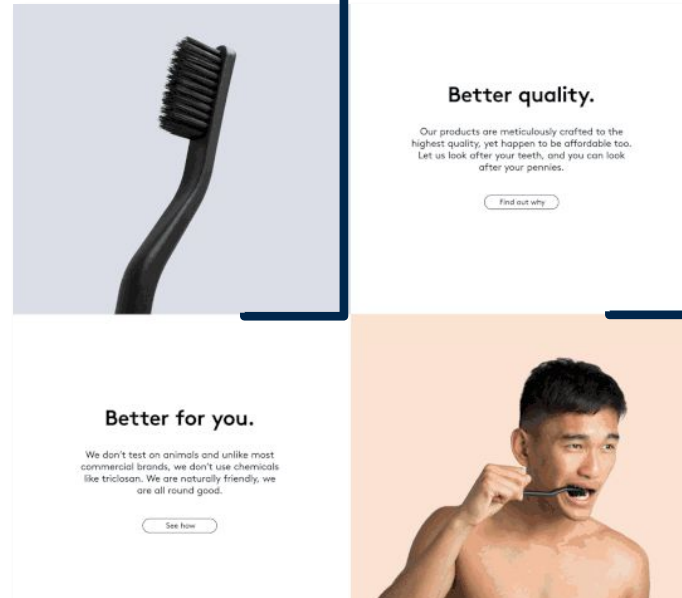 Better quality.
Our products are meticulously crafted to the
highest quality, yet happen to be affordable too.
Let us look after your teeth, and you can look
after your pennies.
Find out why
Better for you.
We don't test on animals and unlike most
commercial brands, we don't use chemicals
like triclosan. We are naturally friendly, we
are all round good.
See how